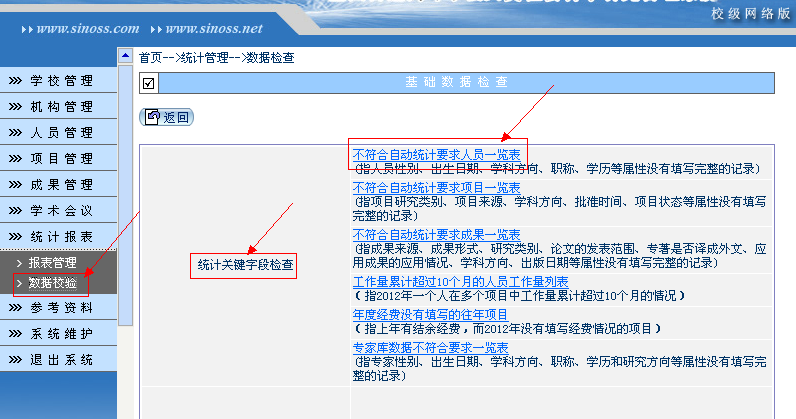 www.sinoss.com
www.sinoss.net
校级网络版
首页-->统计管理-->数据检查
基础数据检查
返回
学校管理
机构管理
人员管理
项目管理
成果管理
学术会议
统计报表
报表管理
数据校验
参考资料
系统维护
退出系统
统计关键字段检查
不符合自动统计要求人员一览表
(指人员性别、出生日期、学科方向、职称、学历等属性没有填写完整的记录)
不符合自动统计要求项目一览表
(指项目研究类别、项目来源、学科方向、批准时间、项目状态等属性没有填写
完整的记录)
不符合自动统计要求成果一览表
(指成果来源、成果形式、研究类别、论文的发表范围、专著是否译成外文、应
用成果的应用情况、学科方向、出版日期等属性没有填写完整的记录)
工作量累计超过10个月的人员工作量列表
( 指2012年一个人在多个项目中工作量累计超过10个月的情况 )
年度经费没有填写的往年项目
( 指上年有结余经费，而2012年没有填写经费情况的项目 )
专家库数据不符合要求一览表
(指专家性别、出生日期、学科方向、职称、学历和研究方向等属性没有填写完
整的记录)